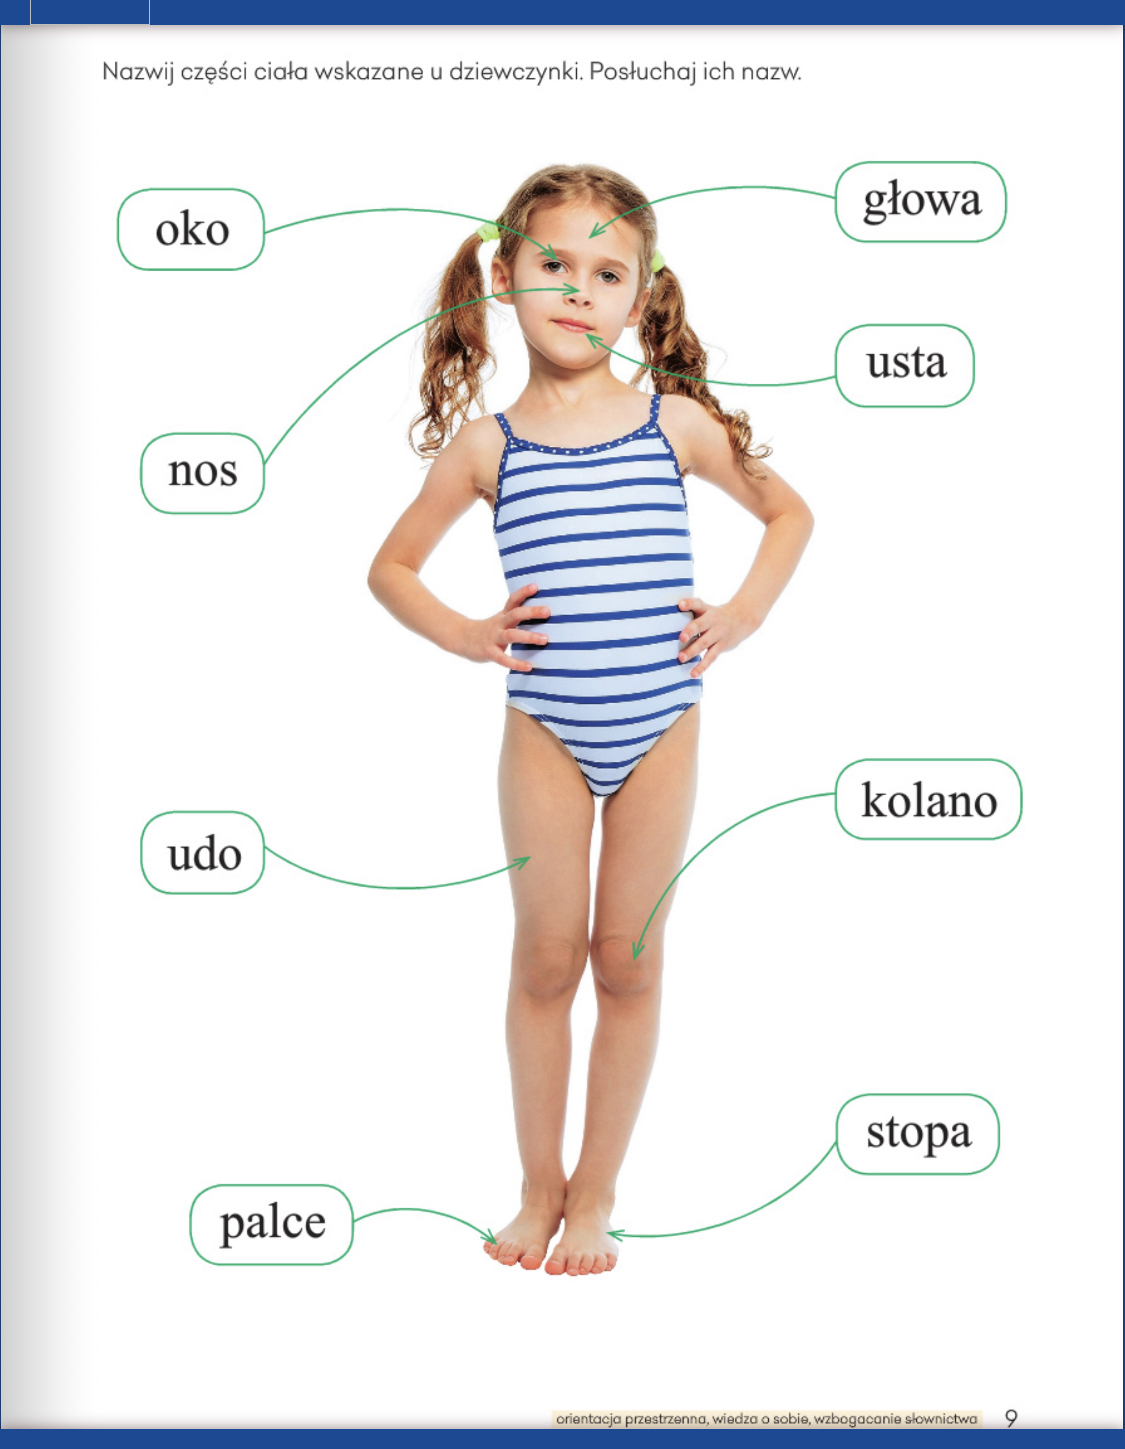 Nazwij części ciała wskazane u dziewczynki. Posłuchaj ich nazw.
oko
głowa
usta
nos
kolano
udo
stopa
palce
orientacja przestrzenna, wiedza o sobie, wzbogacanie słownictwa 9